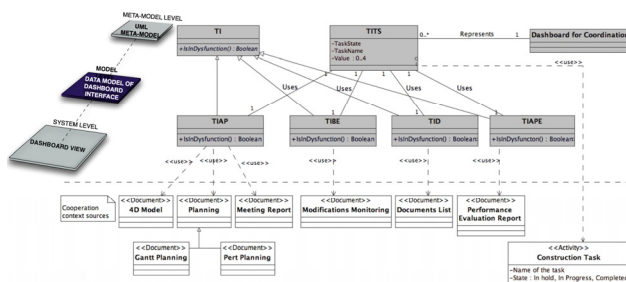 META-MODEL LEVEL
UML
META-MODEL
MODEL
DATA MODEL OF
DASHBOARD
INTERFACE
SYSTEM LEVEL
DASHBOARD VIEW
TI
+IsInDysfunction() : Boolean
TITS
-TaskState
-TaskName
-Value : 0..4
0..*
Represents
1
Dashboard for Coordination
<<use>>
1
1
1
1
Uses
Uses
Uses
Uses
1
1
1
1
TIAP
+IsInDysfunction() : Boolean
TIBE
+IsInDysfunction() : Boolean
TID
+IsInDysfunction() : Boolean
TIAPE
+IsInDysfunction() : Boolean
<<use>>
<<use>>
<<use>>
<<use>>
<<use>>
<<use>>
Cooperation
context sources
<<Document>>
4D Model
<<Document>>
Planning
<<Document>>
Meeting Report
<<Document>>
Modifications Monitoring
<<Document>>
Documents List
<<Document>>
Performance
Evaluation Report
<<Document>>
Gantt Planning
<<Document>>
Pert Planning
<<Activity>>
Construction Task
-Name of the task
-State : In hold, In Progress, Complete